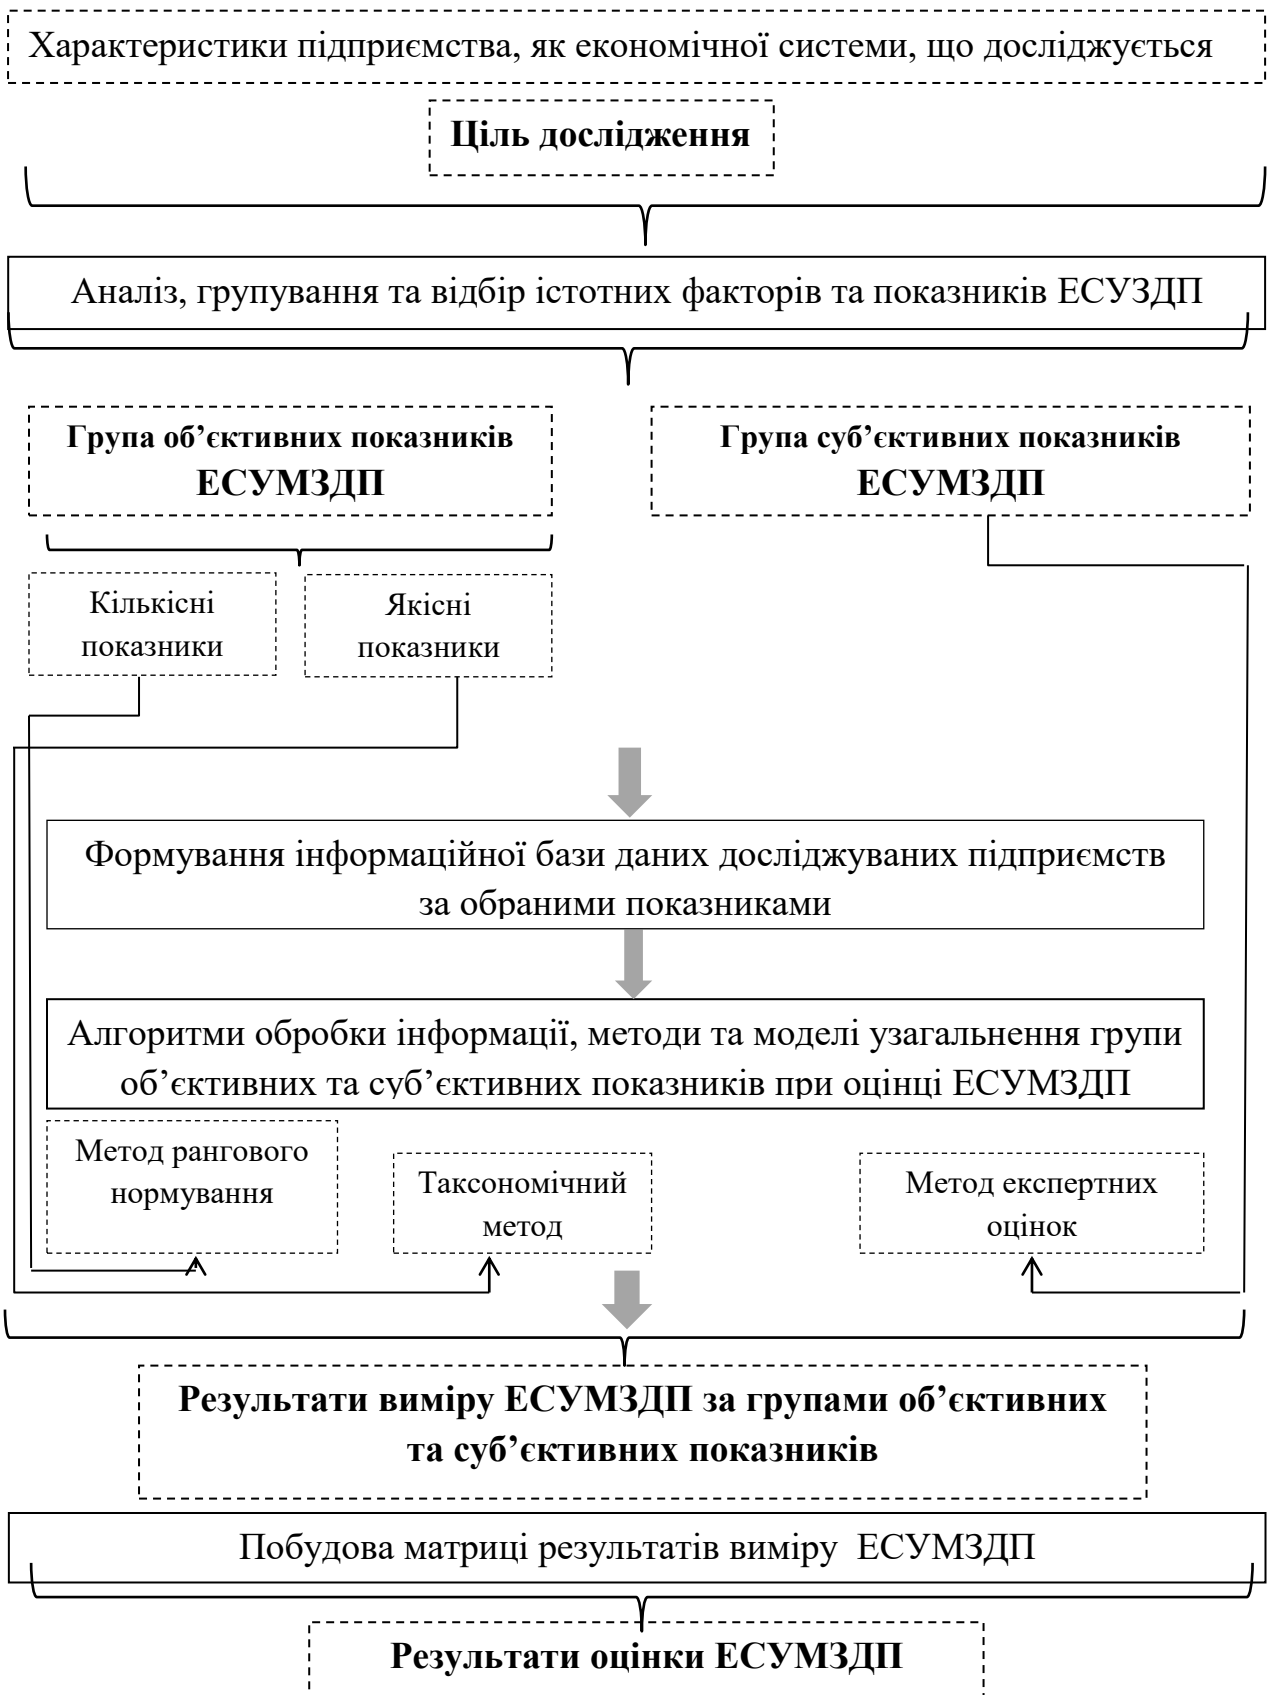 Характеристики підприємства, як економічної системи, що досліджується
Ціль дослідження
Аналіз, групування та відбір істотних факторів та показників ЕСУЗДП
Група об’єктивних показників
ЕСУМЗДП
Група суб’єктивних показників
ЕСУМЗДП
Кількісні
показники
Якісні
показники
Формування інформаційної бази даних досліджуваних підприємств
за обраними показниками
Алгоритми обробки інформації, методи та моделі узагальнення групи
об’єктивних та суб’єктивних показників при оцінці ЕСУМЗДП
Метод рангового
нормування
Таксономічний
метод
Метод експертних
оцінок
Результати виміру ЕСУМЗДП за групами об’єктивних
та суб’єктивних показників
Побудова матриці результатів виміру ЕСУМЗДП
Результати оцінки ЕСУМЗДП